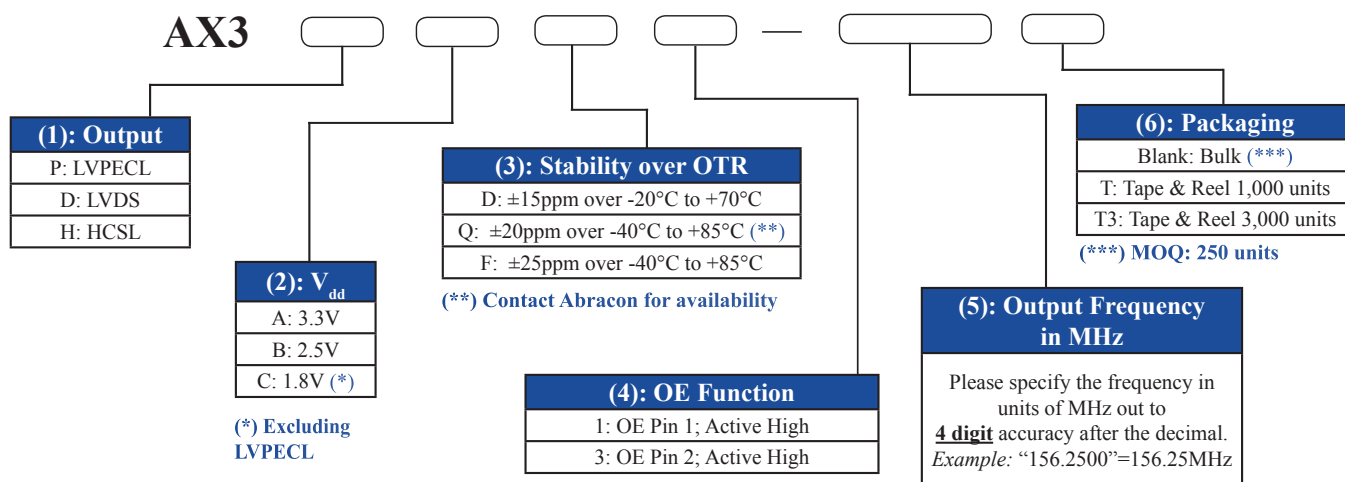 AX3 —
(1): Output
P: LVPECL
D: LVDS
H: HCSL
(2): Vdd
A: 3.3V
B: 2.5V
C: 1.8V (*)
(*) Excluding
LVPECL
(3): Stability over OTR
D: ±15ppm over -20°C to +70°C
Q: ±20ppm over -40°C to +85°C (**)
F: ±25ppm over -40°C to +85°C
(**) Contact Abracon for availability
(4): OE Function
1: OE Pin 1; Active High
3: OE Pin 2; Active High
(5): Output Frequency
in MHz
Please specify the frequency in
units of MHz out to
4 digit accuracy after the decimal.
Example: “156.2500”=156.25MHz
(6): Packaging
Blank: Bulk (***)
T: Tape & Reel 1,000 units
T3: Tape & Reel 3,000 units
(***) MOQ: 250 units